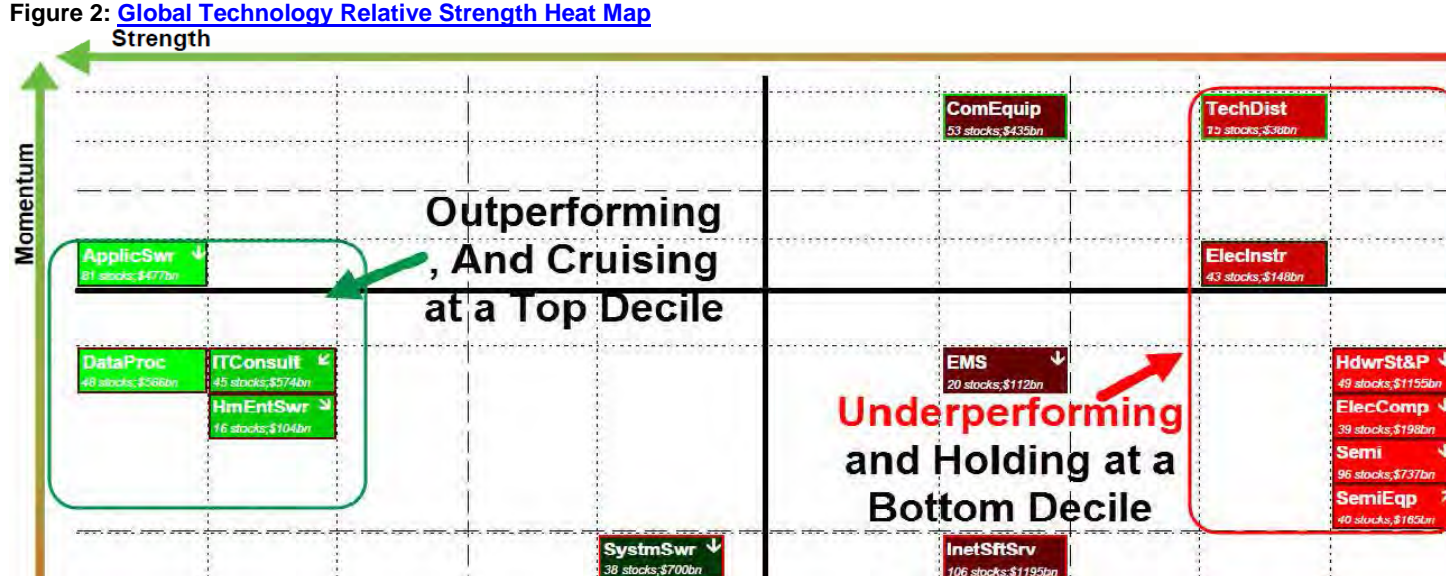 Figure 2: Global Technology Relative Strength Heat Map
Strength
Momentum
ComEquip
53 stocks;$435bn
TechDist
15 stocks;$38bn
Outperforming
, And Cruising
at a Top Decile
ApplicSwr
81 stocks;$477bn
ElecInstr
43 stocks;$148bn
DataProc
48 stocks;$566bn
ITConsult
45 stocks;$574bn
HmEntSwr
16 stocks;$104bn
EMS
20 stocks;$112bn
HdwrSt&P
49 stocks;$1155bn
ElecComp
39 stocks;$198bn
Semi
96 stocks;$737bn
SemiEqp
40 stocks;$165bn
Underperforming
and Holding at a
Bottom Decile
SystmSwr
38 stocks;$700bn
InetSftSrv
106 stocks;$1195bn